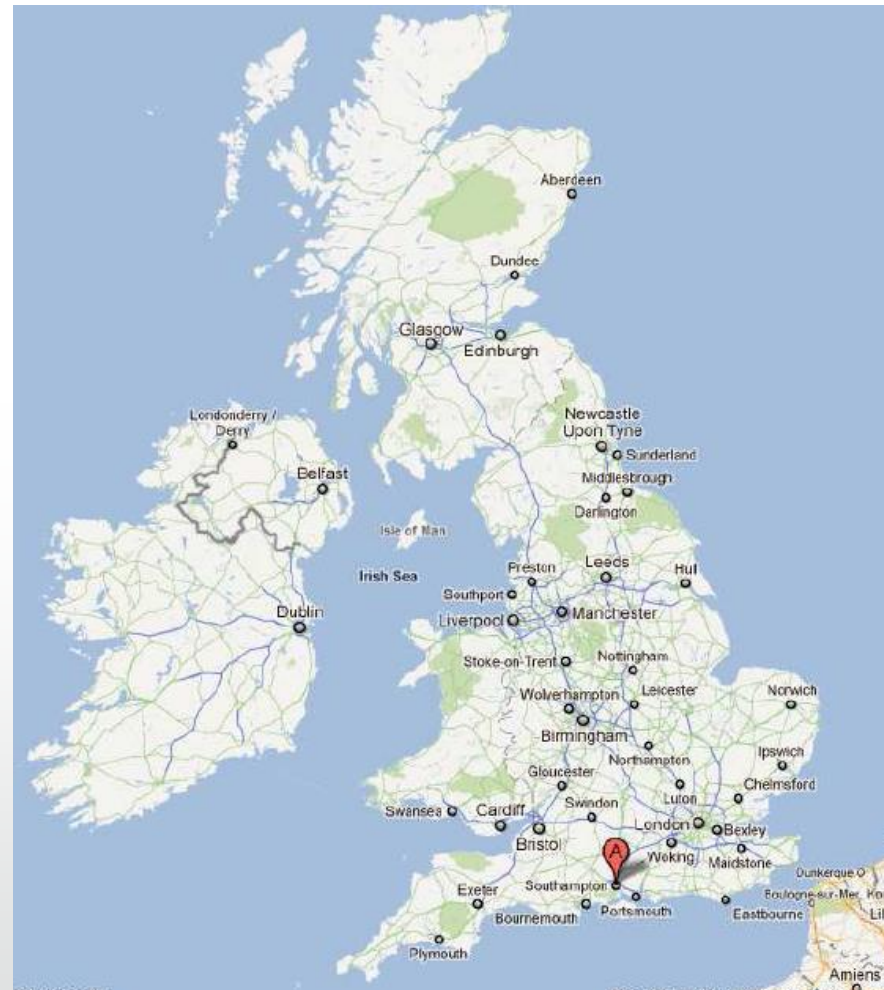 Aberdeen
Dundee
Glasgow
Edinburgh
Londonderry /
Derry
Newcastle
Upon Tyne
Sunderland
Belfast
Middlesbrough
Darlington
Isle of Man
Irish Sea
Preston
Leeds
Hull
Southport
Dublin
Manchester
Liverpool
Stoke-on-Trent
Nottingham
Wolverhampton
Leicester
Norwich
Birmingham
Northampton
Ipswich
Gloucester
Luton
Chelmsford
Swansea
Cardiff
Swindon
London
Bexley
Bristol
A
Woking
Maidstone
Southampton
Dunkerque
Exeter
Boulogne-sur-Mer
Bournemouth
Portsmouth
Eastbourne
Plymouth
Amiens